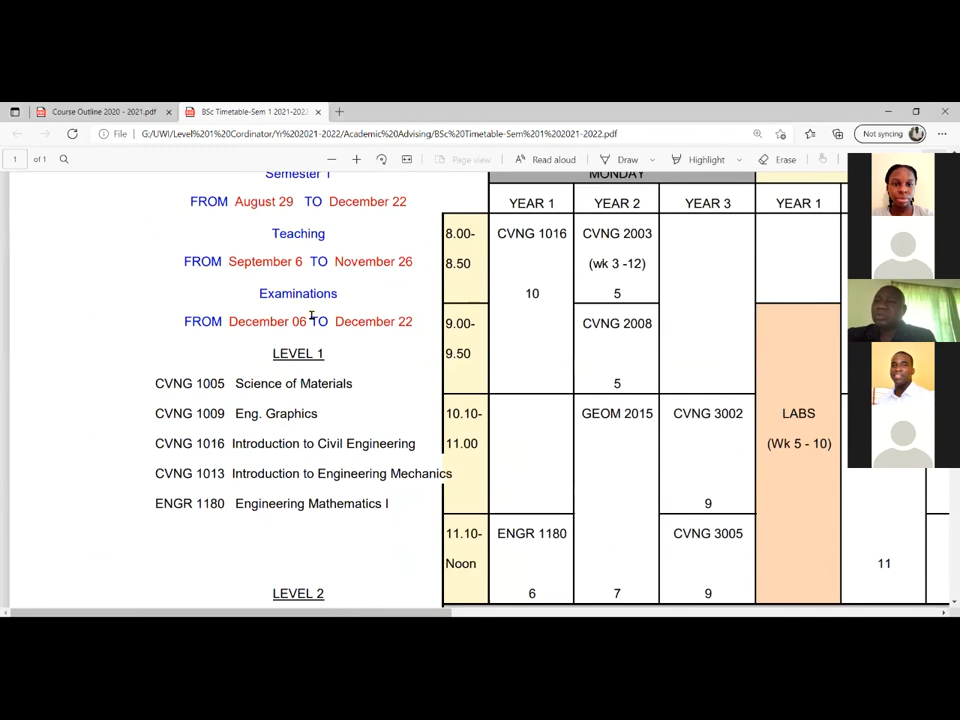 Course Outline 2020 - 2021.pdf
BSc Timetable-Sem 1 2021-2022
File G:/UWI/Level%201%20Cordinator/Yr%202021-2022/Academic%20Advising/BSc%20Timetable-Sem%201%202021-2022.pdf
Not syncing
1 of 1
Page view Read aloud Draw Highlight Erase
Semester 1
FROM August 29 TO December 22
Teaching
FROM September 6 TO November 26
Examinations
FROM December 06 TO December 22
LEVEL 1
CVNG 1005 Science of Materials
CVNG 1009 Eng. Graphics
CVNG 1016 Introduction to Civil Engineering
CVNG 1013 Introduction to Engineering Mechanics
ENGR 1180 Engineering Mathematics I
LEVEL 2
MONDAY
YEAR 1 YEAR 2 YEAR 3 YEAR 1
8.00- CVNG 1016 CVNG 2003
8.50 (wk 3 -12)
10 5
9.00- CVNG 2008
9.50
5
10.10- GEOM 2015 CVNG 3002 LABS
11.00 (Wk 5 - 10)
9
11.10- ENGR 1180 CVNG 3005
Noon 11
6 7 9